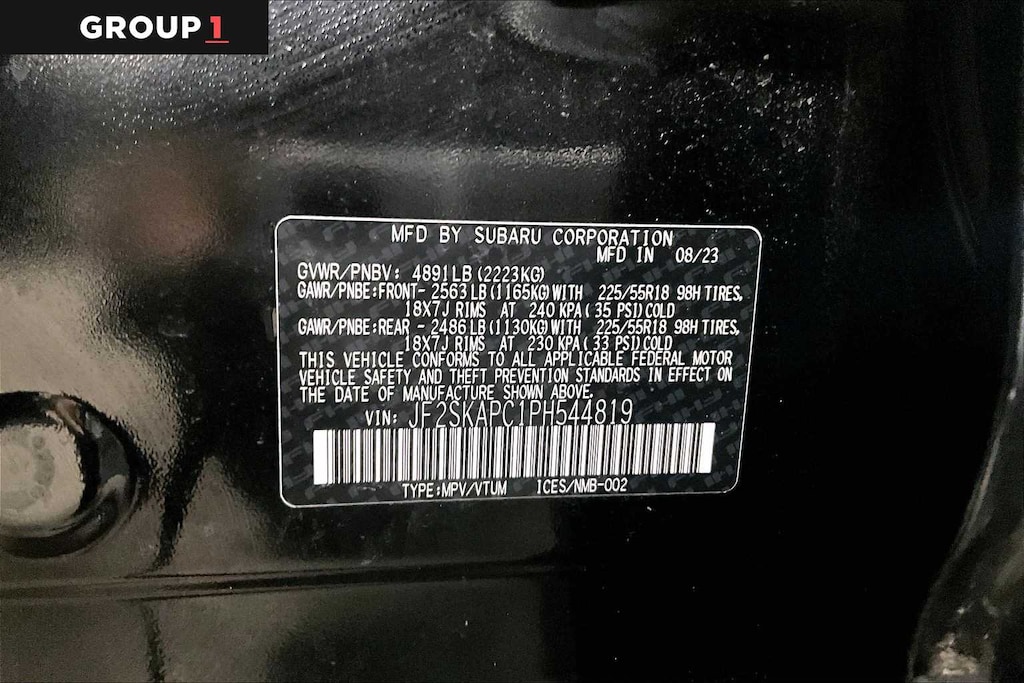 GROUP 1
MFD BY SUBARU CORPORATION
MFD IN 08/23
GVWR/PNBV: 4891LB (2223KG)
GAWR/PNBE:FRONT- 2563LB (1165KG) WITH 225/55R18 98H TIRES,
18X7J RIMS AT 240 KPA ( 35 PSI) COLD
GAWR/PNBE:REAR - 2486LB (1130KG) WITH 225/55R18 98H TIRES,
18X7J RIMS AT 230 KPA ( 33 PSI) COLD
THIS VEHICLE CONFORMS TO ALL APPLICABLE FEDERAL MOTOR
VEHICLE SAFETY AND THEFT PREVENTION STANDARDS IN EFFECT ON
THE DATE OF MANUFACTURE SHOWN ABOVE.
VIN: JF2SKAPC1PH544819
TYPE:MPV/VTUM ICES/NMB-002